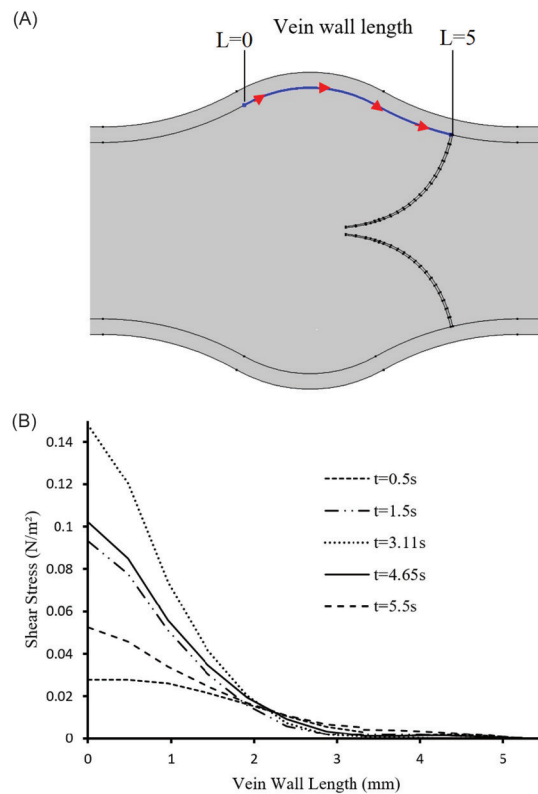 (A)
Vein wall length
L=0
L=5
(B)
Shear Stress (N/m²)
0.14
0.12
0.1
0.08
0.06
0.04
0.02
0
t=0.5s
t=1.5s
t=3.11s
t=4.65s
t=5.5s
0 1 2 3 4 5
Vein Wall Length (mm)